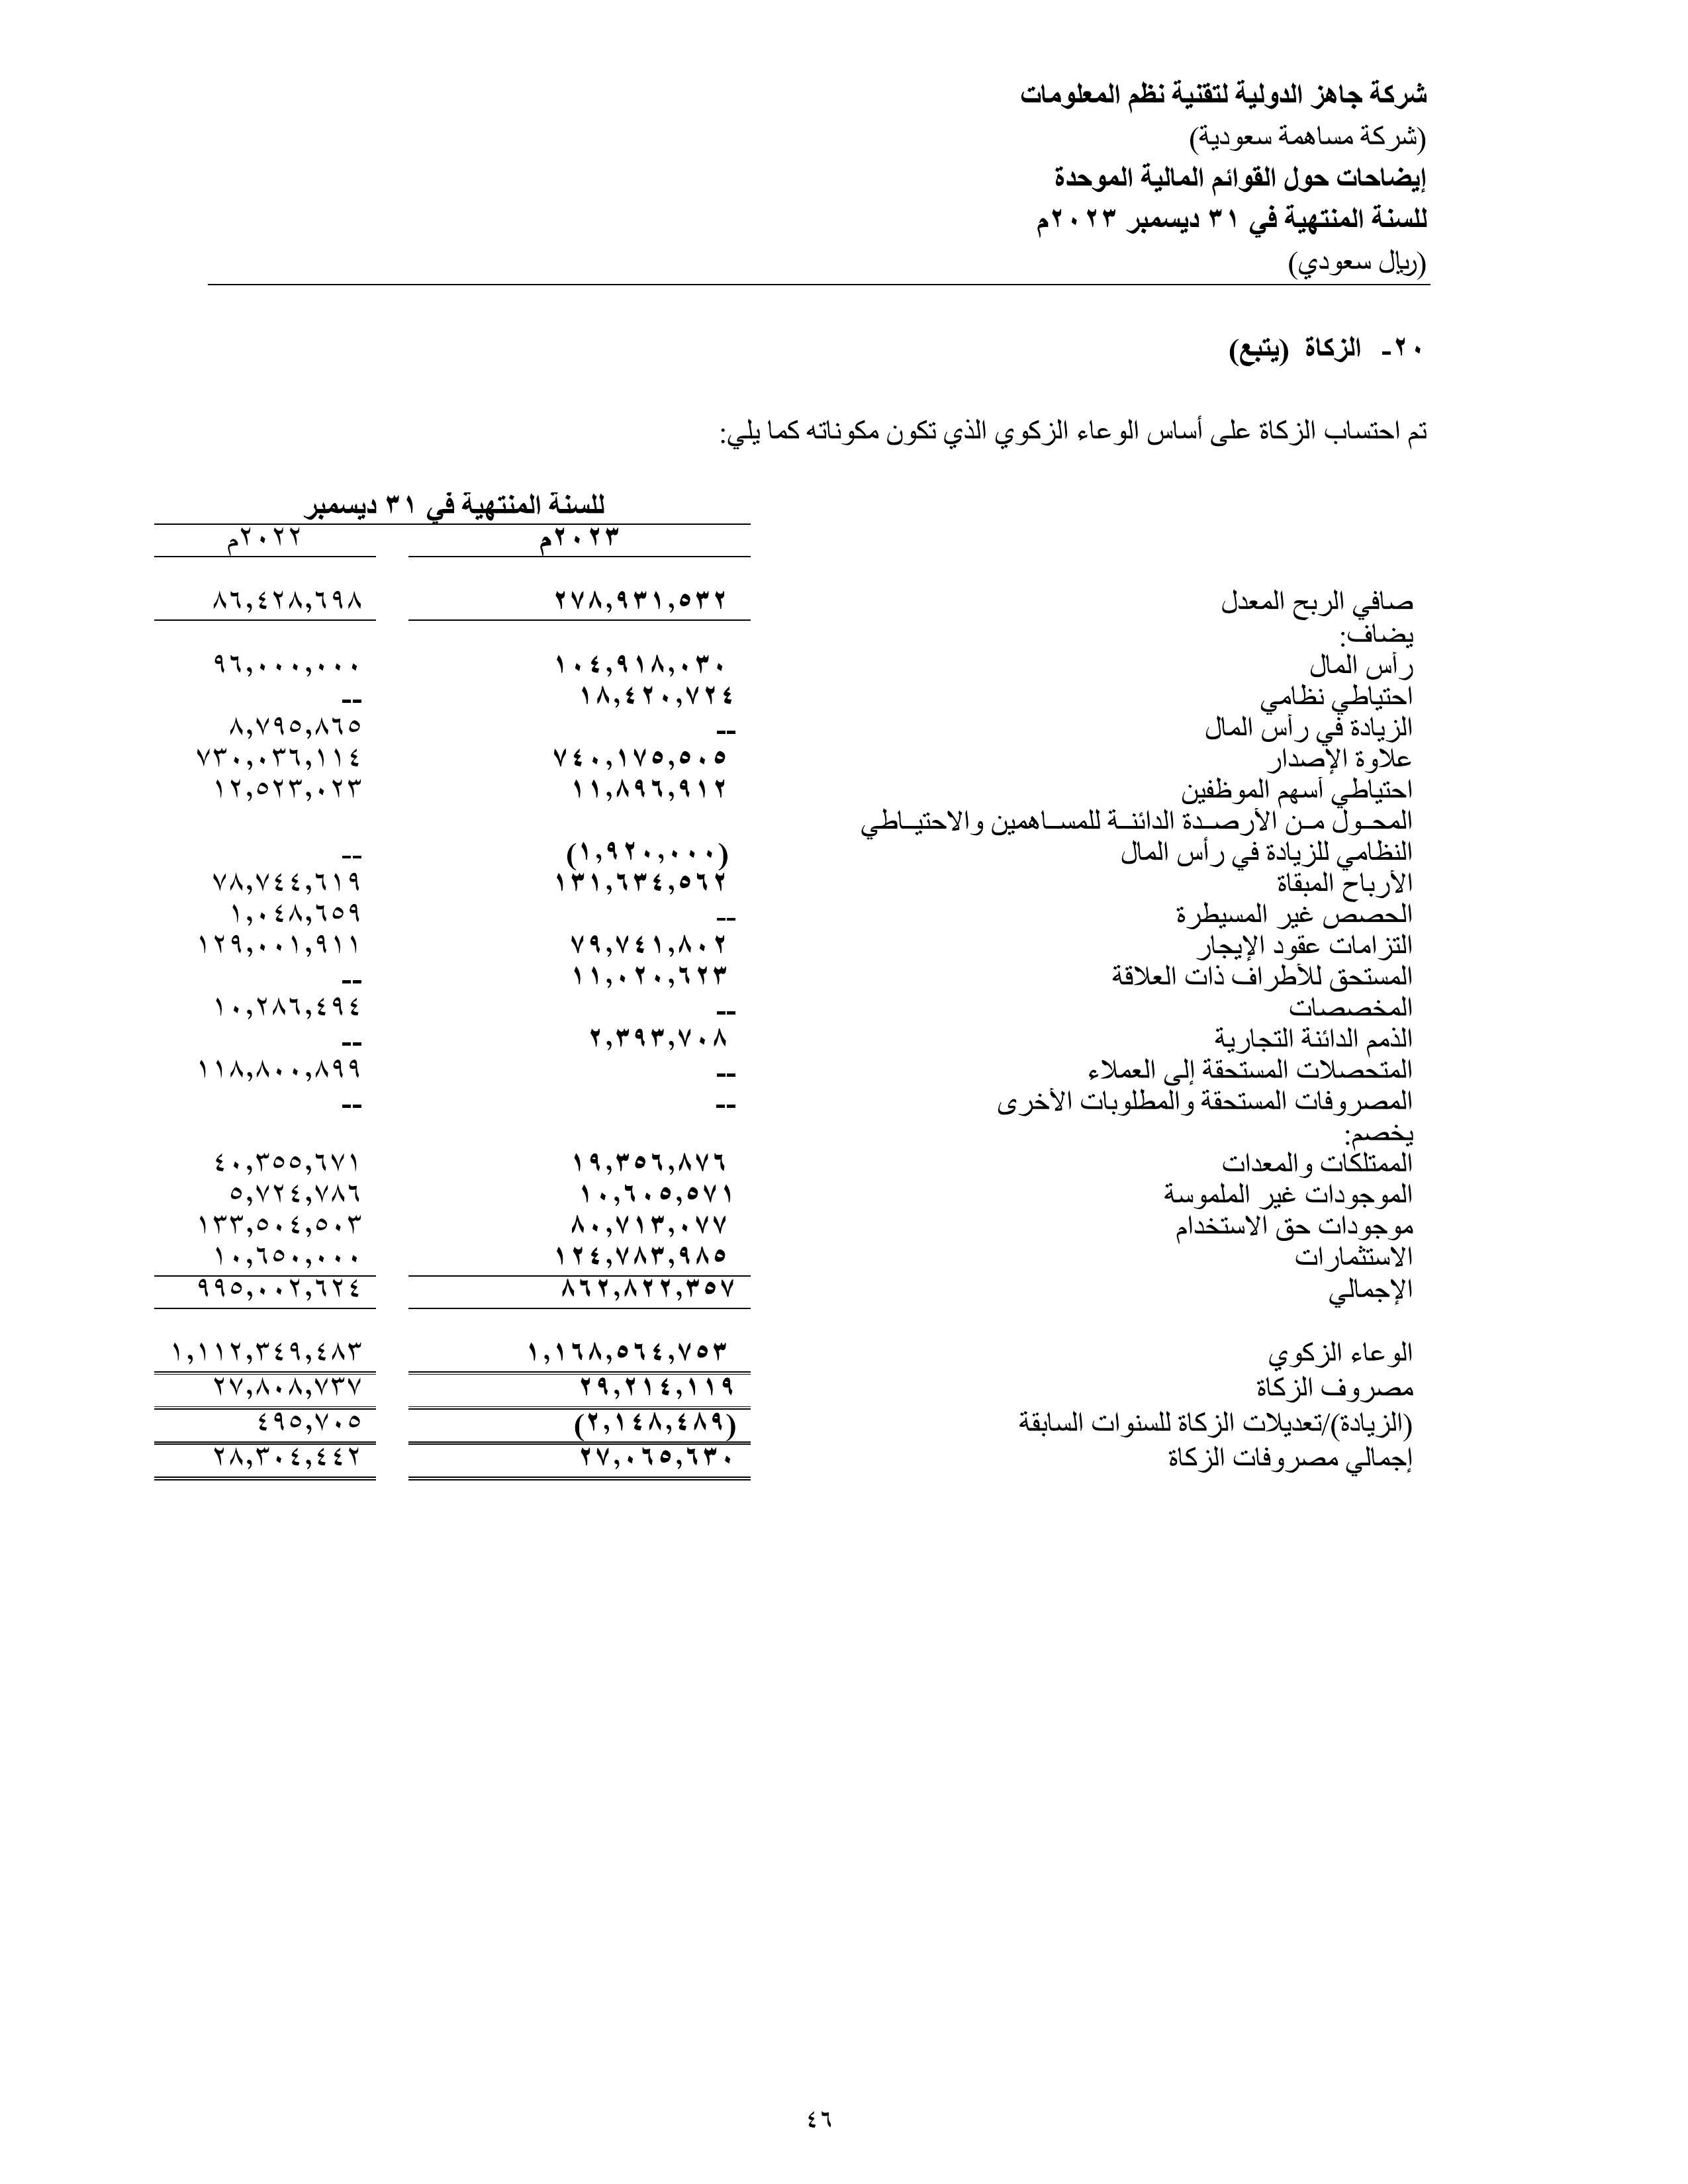 شركة جاهز الدولية لتقنية نظم المعلومات
(شركة مساهمة سعودية)
إيضاحات حول القوائم المالية الموحدة
للسنة المنتهية في ٣١ ديسمبر ٢٠٢٣م
(ريال سعودي)
٢٠- الزكاة (يتبع)
تم احتساب الزكاة على أساس الوعاء الزكوي الذي تكون مكوناته كما يلي:
للسنة المنتهية في ٣١ ديسمبر
٢٠٢٣م ٢٠٢٢م
صافي الربح المعدل ٢٧٨,٩٣١,٥٣٢ ٨٦,٤٢٨,٦٩٨
يضاف:
رأس المال ١٠٤,٩١٨,٠٣٠ ٩٦,٠٠٠,٠٠٠
احتياطي نظامي ١٨,٤٢٠,٧٢٤ --
الزيادة في رأس المال -- ٨,٧٩٥,٨٦٥
علاوة الإصدار ٧٤٠,١٧٥,٥٠٥ ٧٣٠,٠٣٦,١١٤
احتياطي أسهم الموظفين ١١,٨٩٦,٩١٢ ١٢,٥٢٣,٠٢٣
المحـول مـن الأرصـدة الدائنـة للمسـاهمين والاحتيـاطي
النظامي للزيادة في رأس المال (١,٩٢٠,٠٠٠) --
الأرباح المبقاة ١٣١,٦٣٤,٥٦٢ ٧٨,٧٤٤,٦١٩
الحصص غير المسيطرة -- ١,٠٤٨,٦٥٩
التزامات عقود الإيجار ٧٩,٧٤١,٨٠٢ ١٢٩,٠٠١,٩١١
المستحق للأطراف ذات العلاقة ١١,٠٢٠,٦٢٣ --
المخصصات -- ١٠,٢٨٦,٤٩٤
الذمم الدائنة التجارية ٢,٣٩٣,٧٠٨ --
المتحصلات المستحقة إلى العملاء -- ١١٨,٨٠٠,٨٩٩
المصروفات المستحقة والمطلوبات الأخرى -- --
يخصم:
الممتلكات والمعدات ١٩,٣٥٦,٨٧٦ ٤٠,٣٥٥,٦٧١
الموجودات غير الملموسة ١٠,٦٠٥,٥٧١ ٥,٧٢٤,٧٨٦
موجودات حق الاستخدام ٨٠,٧١٣,٠٧٧ ١٣٣,٥٠٤,٥٠٣
الاستثمارات ١٢٤,٧٨٣,٩٨٥ ١٠,٦٥٠,٠٠٠
الإجمالي ٨٦٢,٨٢٢,٣٥٧ ٩٩٥,٠٠٢,٦٢٤
الوعاء الزكوي ١,١٦٨,٥٦٤,٧٥٣ ١,١١٢,٣٤٩,٤٨٣
مصروف الزكاة ٢٩,٢١٤,١١٩ ٢٧,٨٠٨,٧٣٧
(الزيادة)/تعديلات الزكاة للسنوات السابقة (٢,١٤٨,٤٨٩) ٤٩٥,٧٠٥
إجمالي مصروفات الزكاة ٢٧,٠٦٥,٦٣٠ ٢٨,٣٠٤,٤٤٢
٤٦